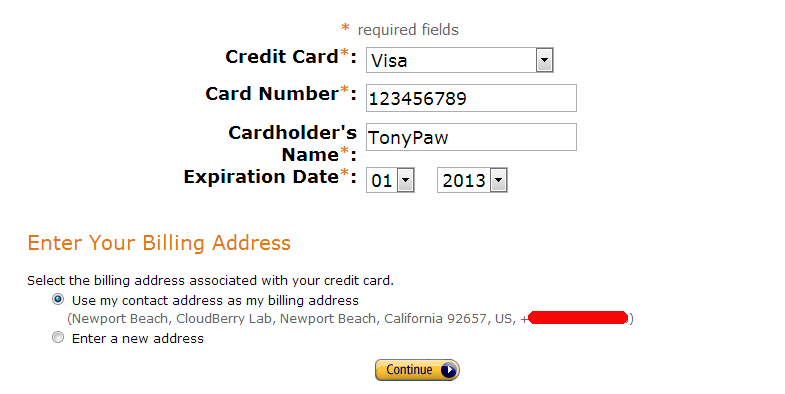 * required fields
Credit Card*: Visa
Card Number*: 123456789
Cardholder's
Name*: TonyPaw
Expiration Date*: 01 2013
Enter Your Billing Address
Select the billing address associated with your credit card.
Use my contact address as my billing address
(Newport Beach, CloudBerry Lab, Newport Beach, California 92657, US, +)
Enter a new address
Continue